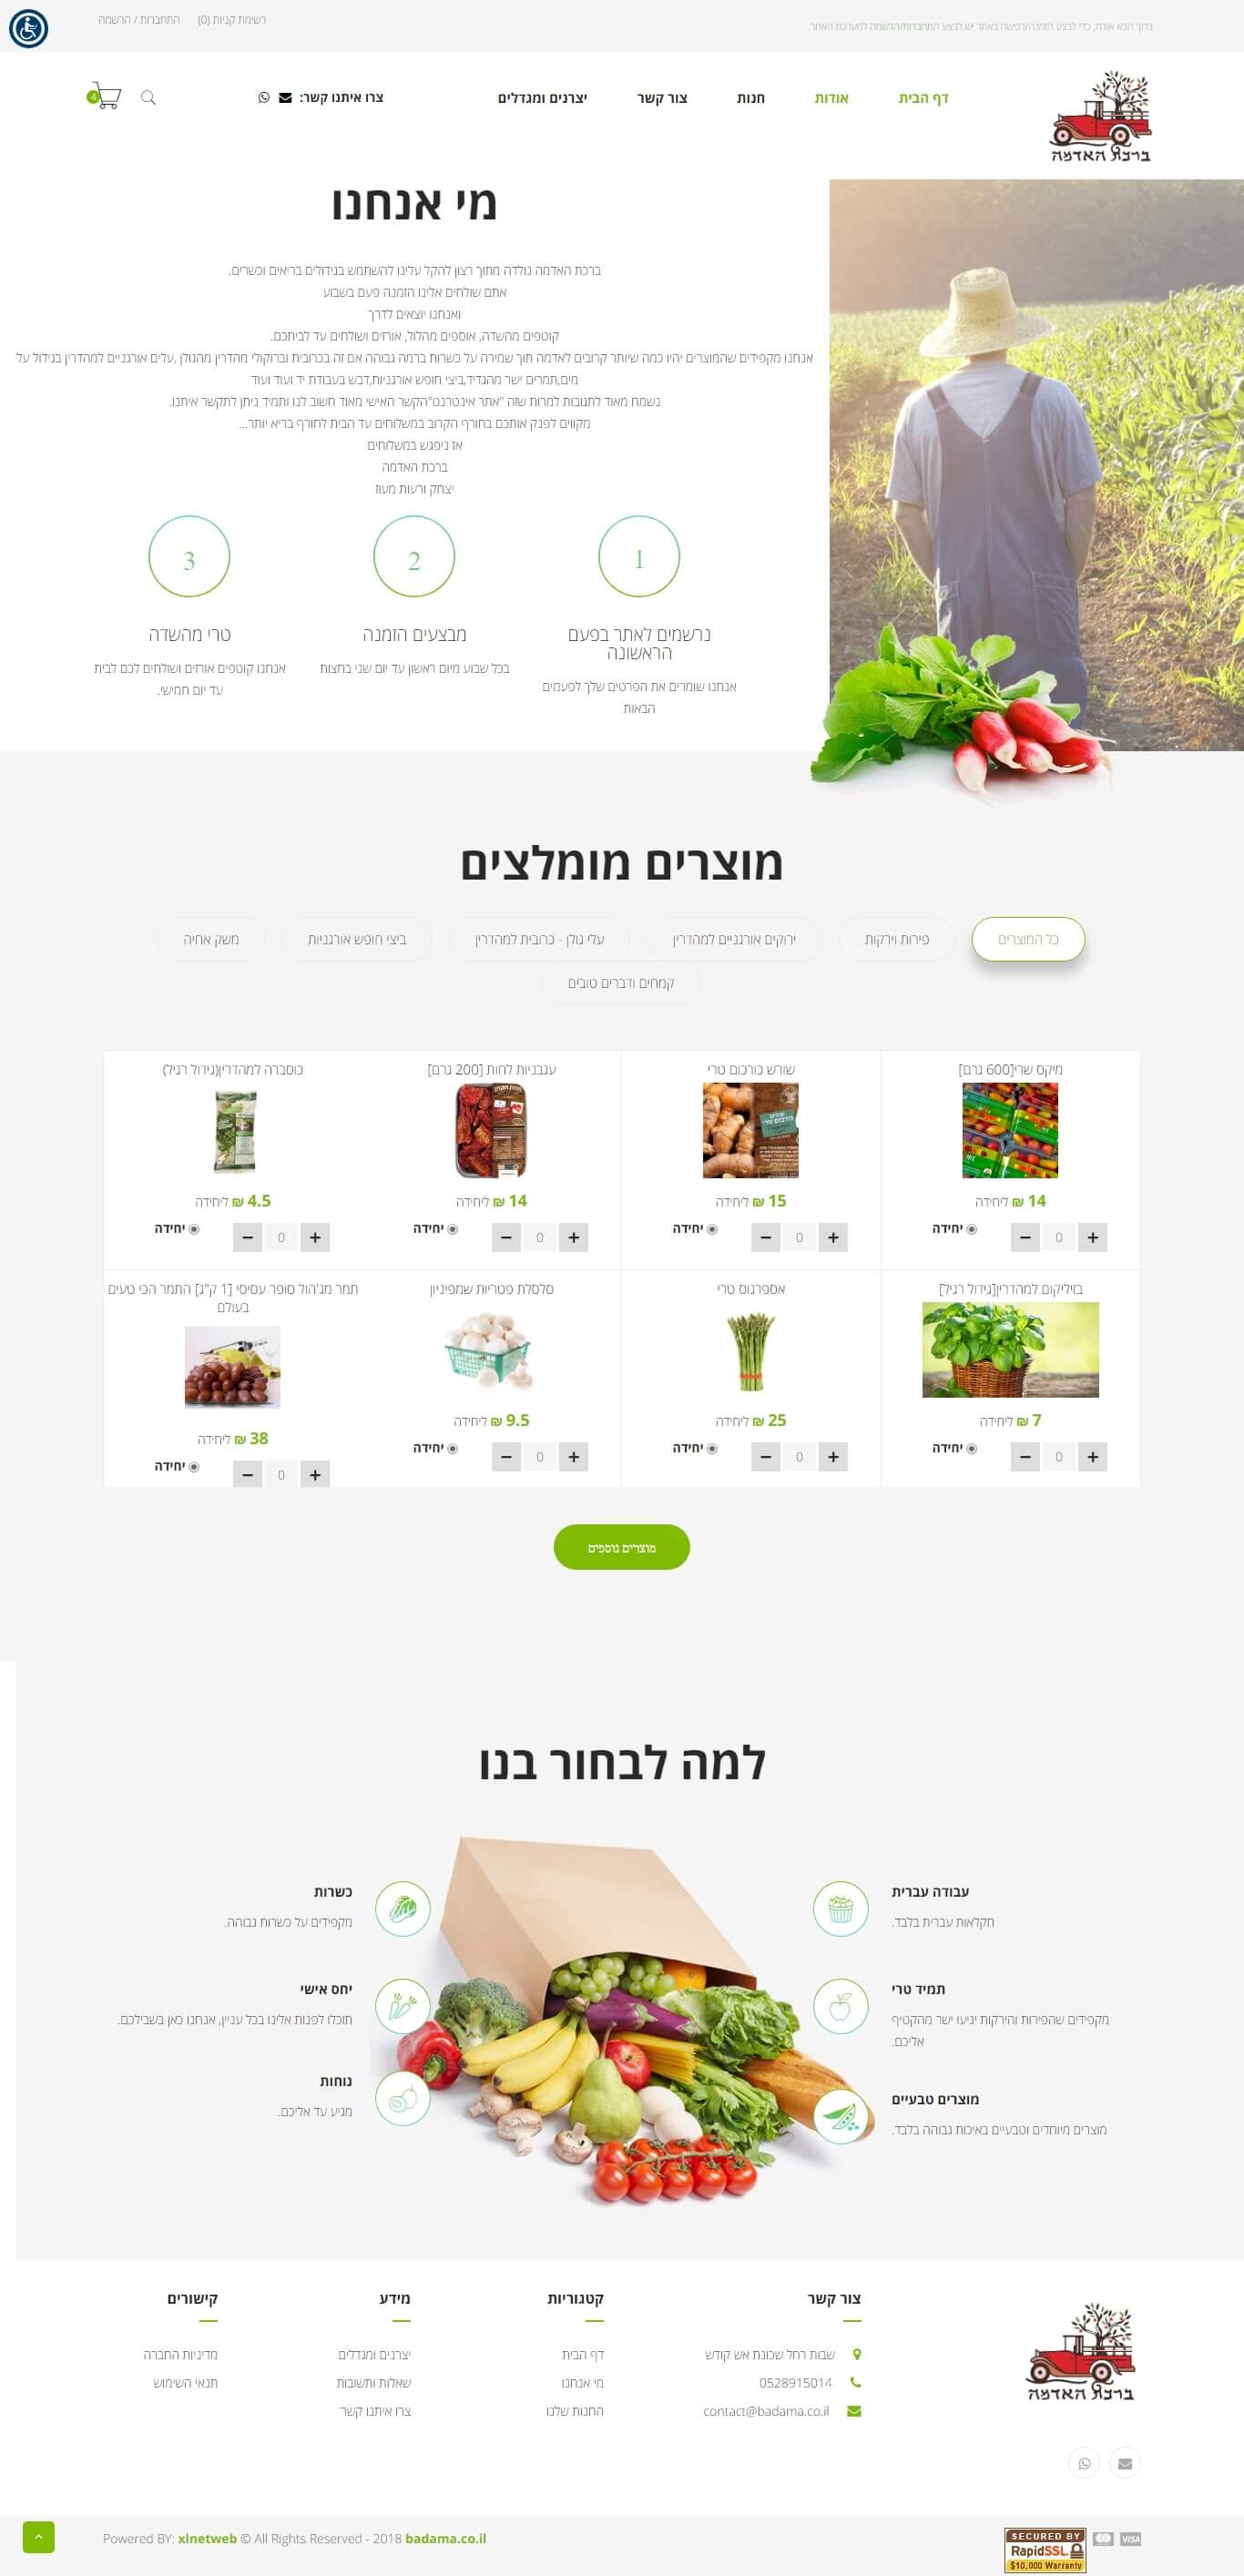 ברוך הבא אורח, כדי לבצע הזמנה/רכישה באתר יש לבצע התחברות/הרשמה למערכת האתר.
רשימת קניות (0)
התחברות / הרשמה
ברכת האדמה
דף הבית
אודות
חנות
צור קשר
יצרנים ומגדלים
צרו איתנו קשר:
4
מי אנחנו
ברכת האדמה נולדה מתוך רצון להקל עלינו להשתמש בגידולים בריאים וכשרים.
אתם שולחים אלינו הזמנה פעם בשבוע
ואנחנו יוצאים לדרך
קוטפים מהשדה, אוספים מהלול, אורזים ושולחים עד לביתכם.
אנחנו מקפידים שהמוצרים יהיו כמה שיותר קרובים לאדמה תוך שמירה על כשרות ברמה גבוהה אם זה בכרובית וברוקולי מהדרין מהגולן ,עלים אורגניים למהדרין בגידול על
מים,תמרים ישר מהגדיד,ביצי חופש אורגניות,דבש בעבודת יד ועוד ועוד
נשמח מאוד לתגובות למרות שזה "אתר אינטרנט"הקשר האישי מאוד חשוב לנו ותמיד ניתן לתקשר איתנו.
מקווים לפנק אותכם בחורף הקרוב במשלוחים עד הבית לחורף בריא יותר...
אז ניפגש במשלוחים
ברכת האדמה
יצחק ורעות מעוז
1
נרשמים לאתר בפעם
הראשונה
אנחנו שומרים את הפרטים שלך לפעמים
הבאות
2
מבצעים הזמנה
בכל שבוע מיום ראשון עד יום שני בחצות
3
טרי מהשדה
אנחנו קוטפים אורזים ושולחים לכם לבית
עד יום חמישי.
מוצרים מומלצים
כל המוצרים
פירות וירקות
ירוקים אורגניים למהדרין
עלי גולן - כרובית למהדרין
ביצי חופש אורגניות
משק אחיה
קמחים ודברים טובים
מיקס שרי[600 גרם]
14 ₪ ליחידה
+ 0 − יחידה
שורש כורכום טרי
15 ₪ ליחידה
+ 0 − יחידה
עגבניות לחות [200 גרם]
14 ₪ ליחידה
+ 0 − יחידה
כוסברה למהדרין(גידול רגיל)
4.5 ₪ ליחידה
+ 0 − יחידה
בזיליקום למהדרין[גידול רגיל]
7 ₪ ליחידה
+ 0 − יחידה
אספרגוס טרי
25 ₪ ליחידה
+ 0 − יחידה
סלסלת פטריות שמפיניון
9.5 ₪ ליחידה
+ 0 − יחידה
תמר מג'הול סופר עסיסי [1 ק"ג] התמר הכי טעים
בעולם
38 ₪ ליחידה
+ 0 − יחידה
מוצרים נוספים
למה לבחור בנו
עבודה עברית
חקלאות עברית בלבד.
תמיד טרי
מקפידים שהפירות והירקות יגיעו ישר מהקטיף
אליכם.
מוצרים טבעיים
מוצרים מיוחדים וטבעיים באיכות גבוהה בלבד.
כשרות
מקפידים על כשרות גבוהה.
יחס אישי
תוכלו לפנות אלינו בכל עניין, אנחנו כאן בשבילכם.
נוחות
מגיע עד אליכם.
ברכת האדמה
צור קשר
שבות רחל שכונת אש קודש
0528915014
contact@badama.co.il
קטגוריות
דף הבית
מי אנחנו
החנות שלנו
מידע
יצרנים ומגדלים
שאלות ותשובות
צרו איתנו קשר
קישורים
מדיניות החברה
תנאי השימוש
Powered BY: xlnetweb © All Rights Reserved - 2018 badama.co.il
SECURED BY
RapidSSL
$10,000 Warranty
VISA